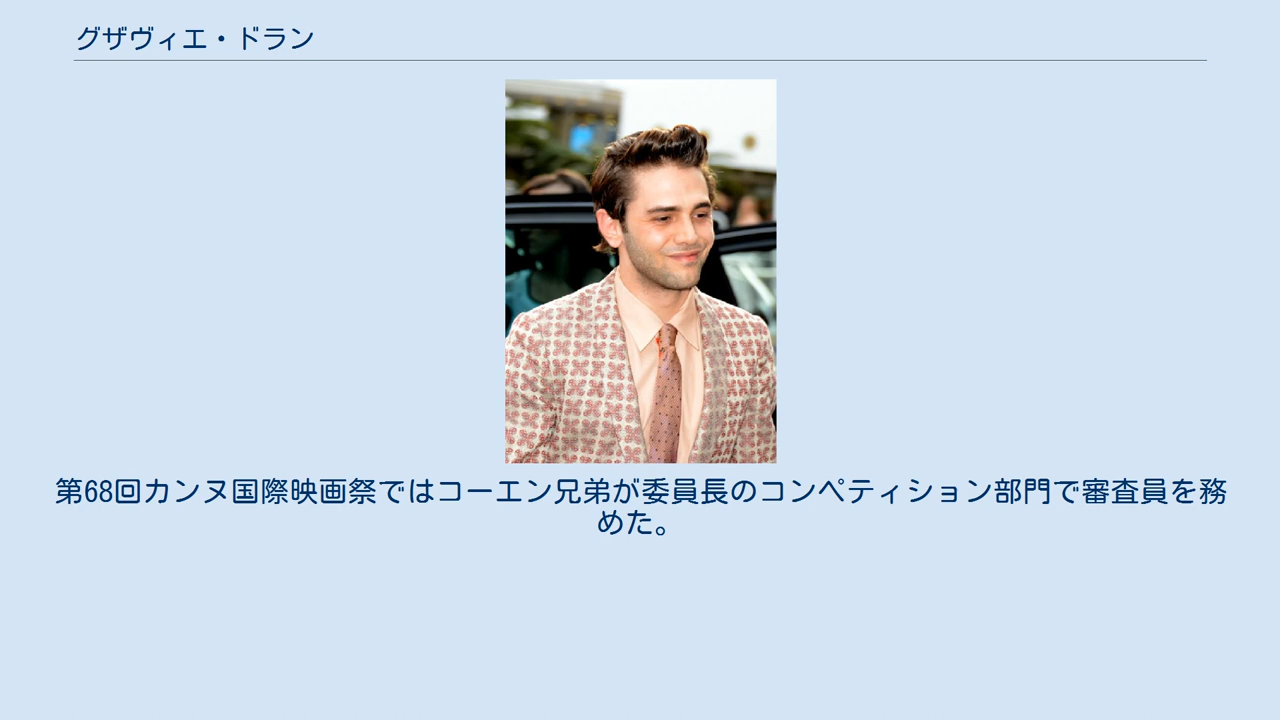 グザヴィエ・ドラン
第68回カンヌ国際映画祭ではコーエン兄弟が委員長のコンペティション部門で審査員を務
めた。